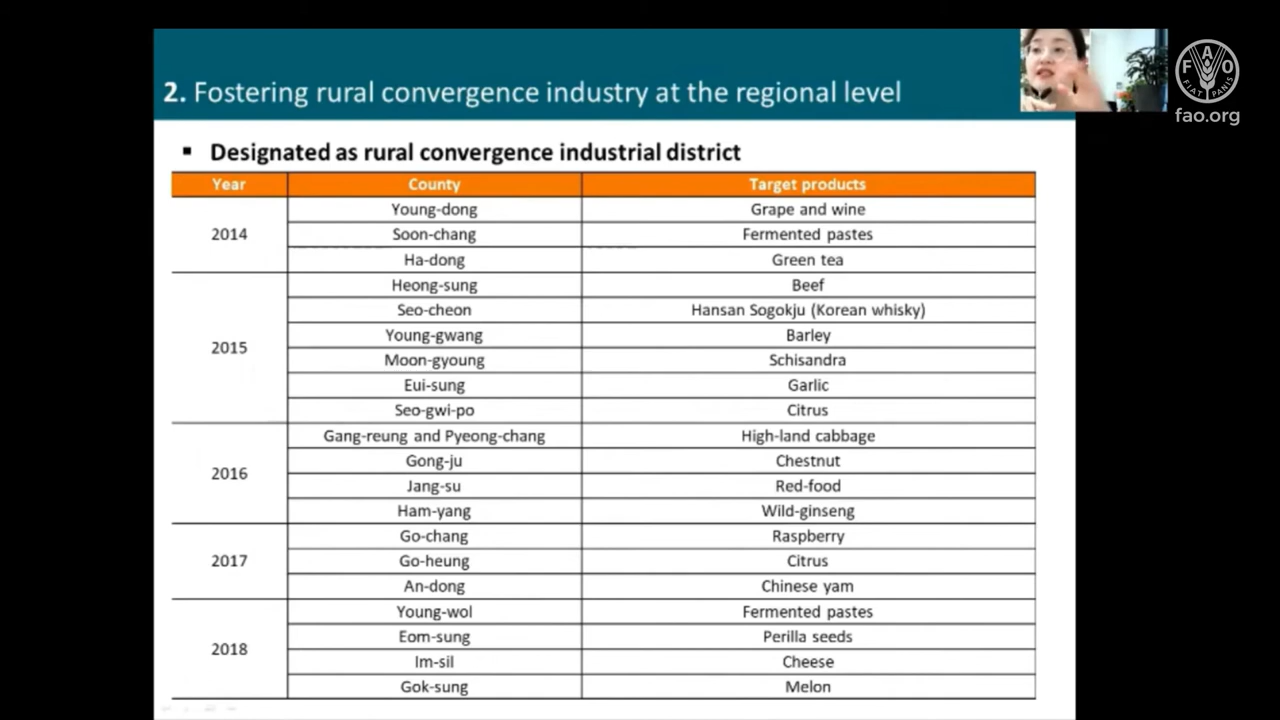 2. Fostering rural convergence industry at the regional level
FAO
FIAT PANIS
fao.org
▪ Designated as rural convergence industrial district
Year County Target products
2014 Young-dong Grape and wine
Soon-chang Fermented pastes
Ha-dong Green tea
2015 Heong-sung Beef
Seo-cheon Hansan Sogokju (Korean whisky)
Young-gwang Barley
Moon-gyoung Schisandra
Eui-sung Garlic
Seo-gwi-po Citrus
2016 Gang-reung and Pyeong-chang High-land cabbage
Gong-ju Chestnut
Jang-su Red-food
Ham-yang Wild-ginseng
2017 Go-chang Raspberry
Go-heung Citrus
An-dong Chinese yam
2018 Young-wol Fermented pastes
Eom-sung Perilla seeds
Im-sil Cheese
Gok-sung Melon